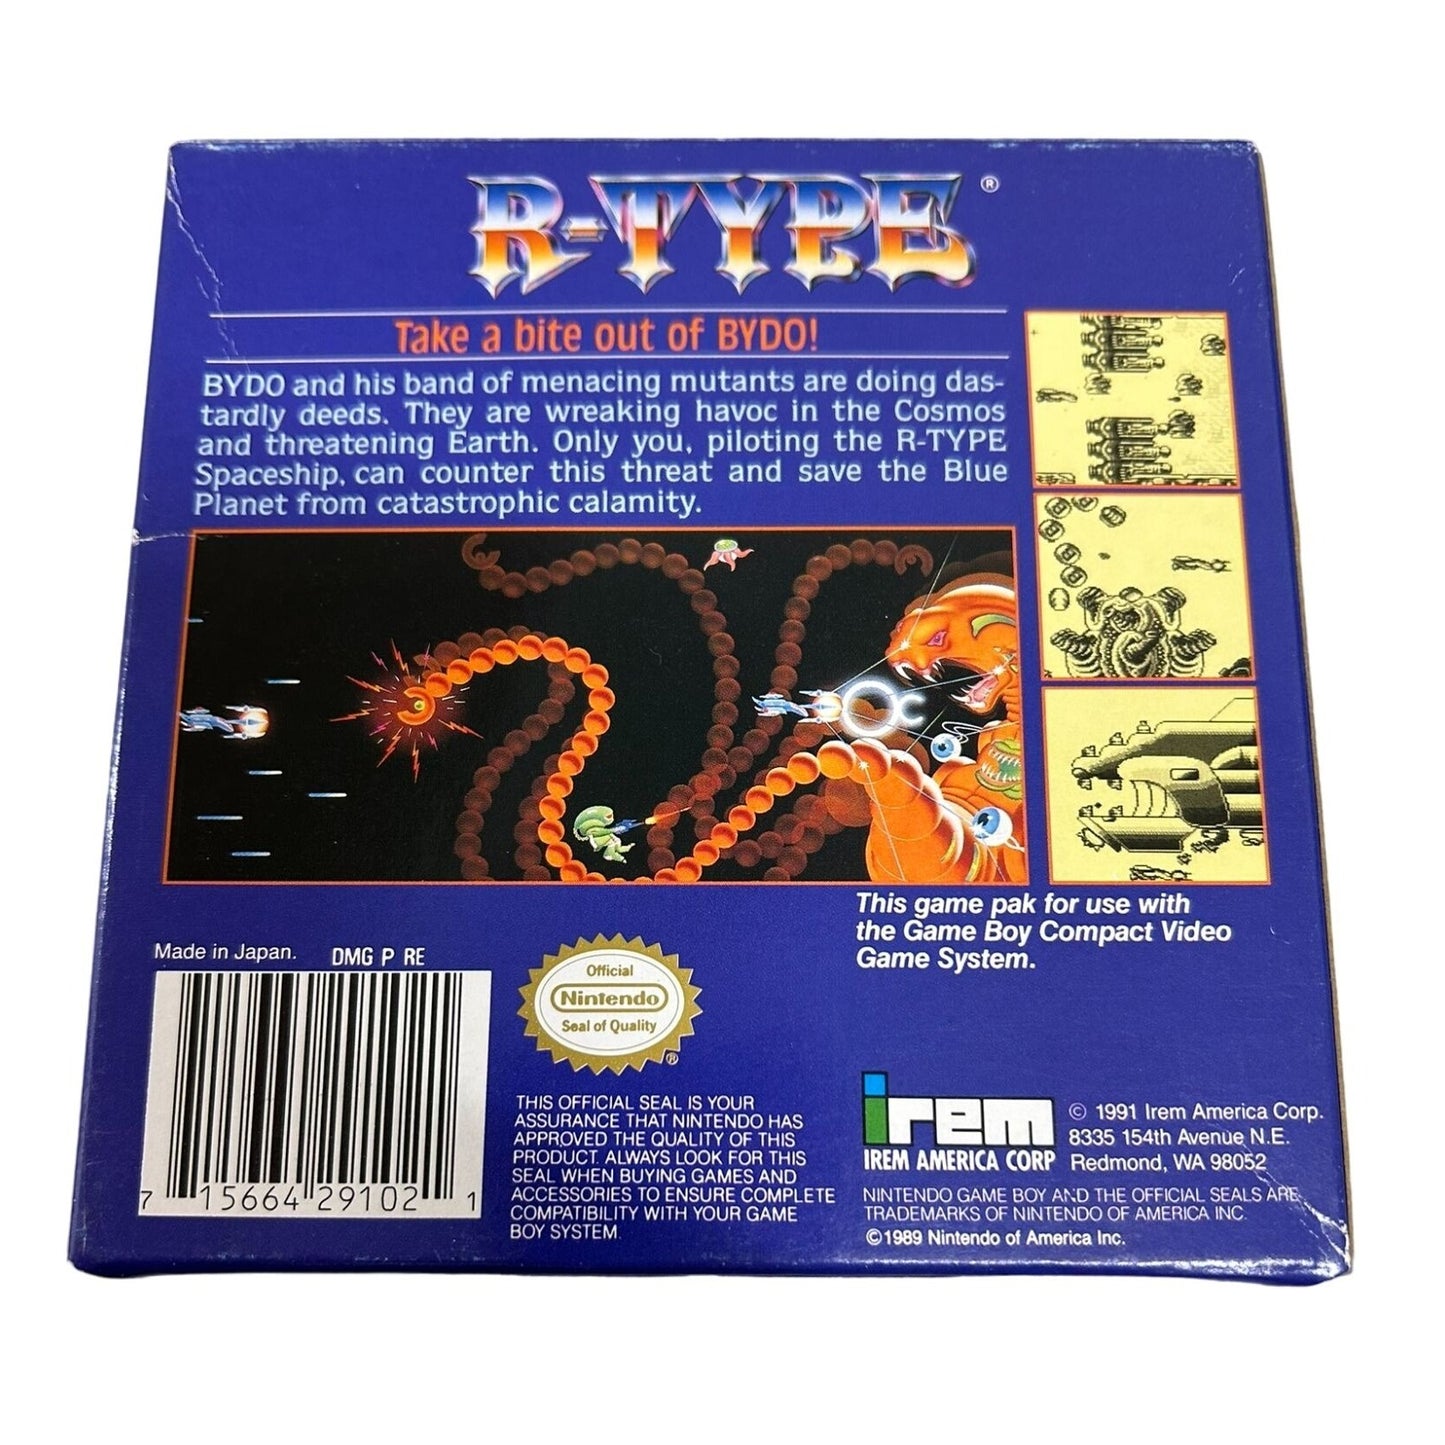 R-TYPE®
Take a bite out of BYDO!
BYDO and his band of menacing mutants are doing das-
tardly deeds. They are wreaking havoc in the Cosmos
and threatening Earth. Only you, piloting the R-TYPE
Spaceship, can counter this threat and save the Blue
Planet from catastrophic calamity.
This game pak for use with
the Game Boy Compact Video
Game System.
Made in Japan. DMG P RE
7 15664 29102 1
Official
Nintendo
Seal of Quality
®
THIS OFFICIAL SEAL IS YOUR
ASSURANCE THAT NINTENDO HAS
APPROVED THE QUALITY OF THIS
PRODUCT. ALWAYS LOOK FOR THIS
SEAL WHEN BUYING GAMES AND
ACCESSORIES TO ENSURE COMPLETE
COMPATIBILITY WITH YOUR GAME
BOY SYSTEM.
irem
IREM AMERICA CORP
© 1991 Irem America Corp.
8335 154th Avenue N.E.
Redmond, WA 98052
NINTENDO GAME BOY AND THE OFFICIAL SEALS ARE
TRADEMARKS OF NINTENDO OF AMERICA INC.
©1989 Nintendo of America Inc.